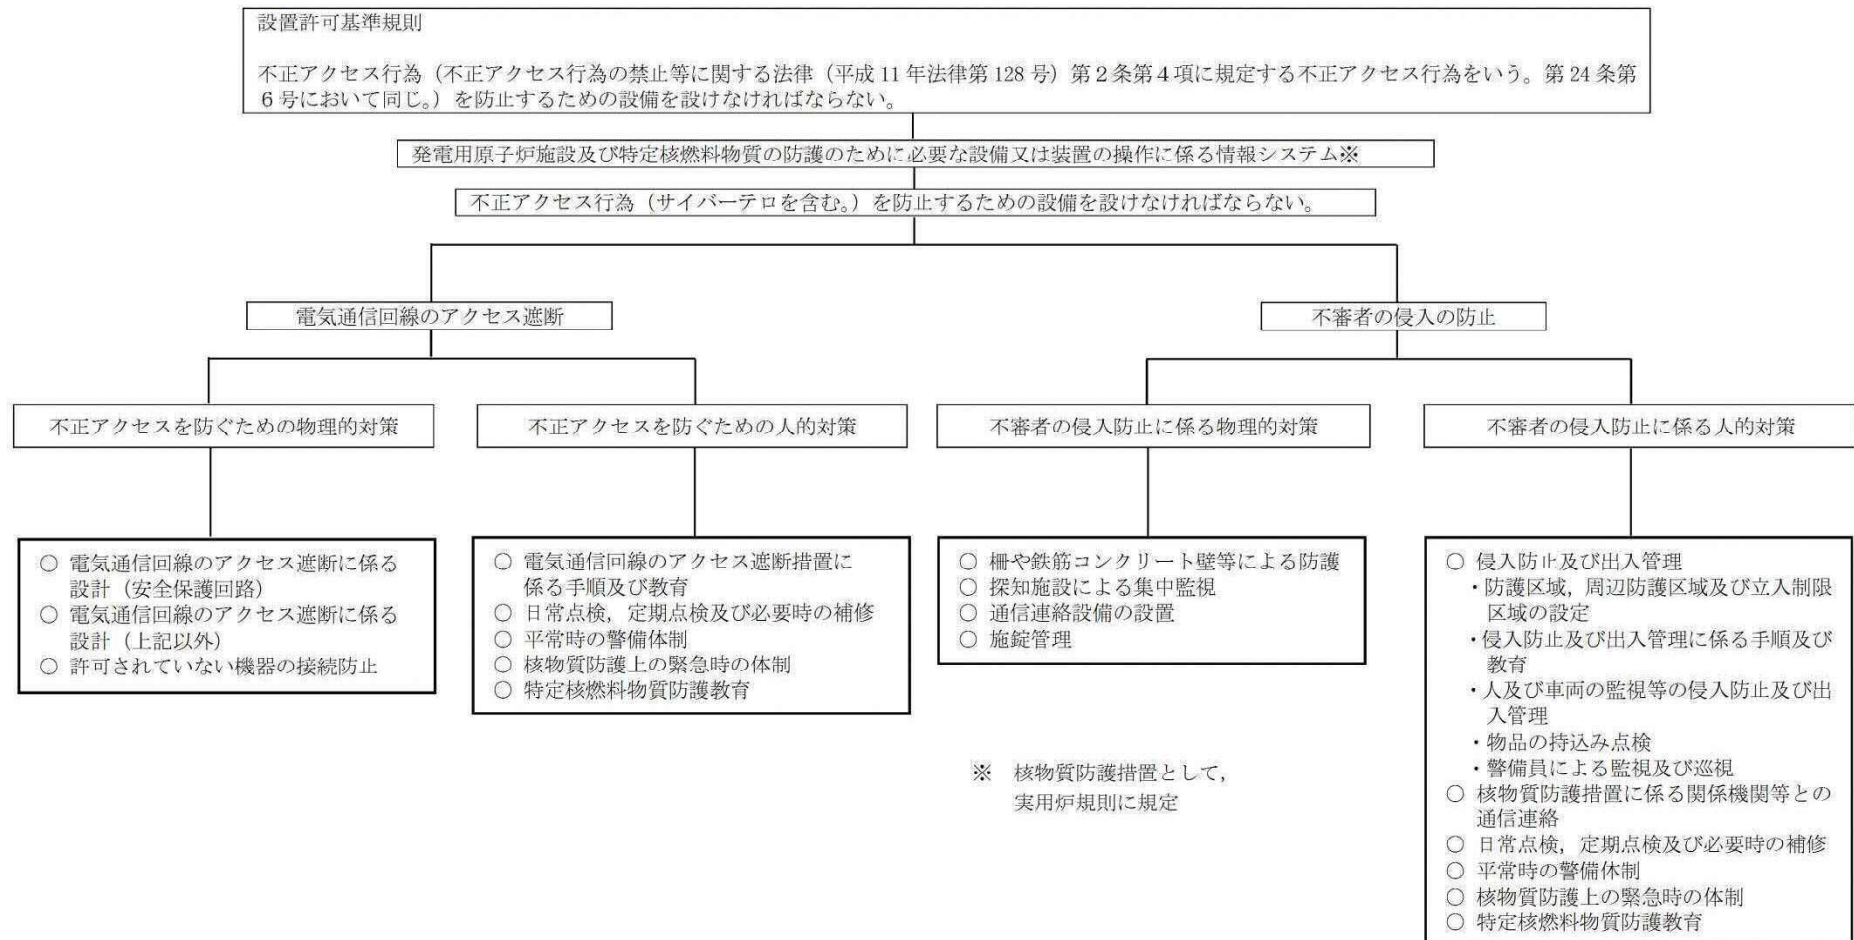 設置許可基準規則
不正アクセス行為（不正アクセス行為の禁止等に関する法律（平成 11 年法律第 128 号）第２条第４項に規定する不正アクセス行為をいう。第 24 条第
６号において同じ。）を防止するための設備を設けなければならない。
発電用原子炉施設及び特定核燃料物質の防護のために必要な設備又は装置の操作に係る情報システム※
不正アクセス行為（サイバーテロを含む。）を防止するための設備を設けなければならない。
電気通信回線のアクセス遮断
不審者の侵入の防止
不正アクセスを防ぐための物理的対策
不正アクセスを防ぐための人的対策
不審者の侵入防止に係る物理的対策
不審者の侵入防止に係る人的対策
○ 電気通信回線のアクセス遮断に係る
設計（安全保護回路）
○ 電気通信回線のアクセス遮断に係る
設計（上記以外）
○ 許可されていない機器の接続防止
○ 電気通信回線のアクセス遮断措置に
係る手順及び教育
○ 日常点検，定期点検及び必要時の補修
○ 平常時の警備体制
○ 核物質防護上の緊急時の体制
○ 特定核燃料物質防護教育
○ 柵や鉄筋コンクリート壁等による防護
○ 探知施設による集中監視
○ 通信連絡設備の設置
○ 施錠管理
○ 侵入防止及び出入管理
・防護区域，周辺防護区域及び立入制限
区域の設定
・侵入防止及び出入管理に係る手順及び
教育
・人及び車両の監視等の侵入防止及び出
入管理
・物品の持込み点検
・警備員による監視及び巡視
○ 核物質防護措置に係る関係機関等との
通信連絡
○ 日常点検，定期点検及び必要時の補修
○ 平常時の警備体制
○ 核物質防護上の緊急時の体制
○ 特定核燃料物質防護教育
※ 核物質防護措置として，
実用炉規則に規定